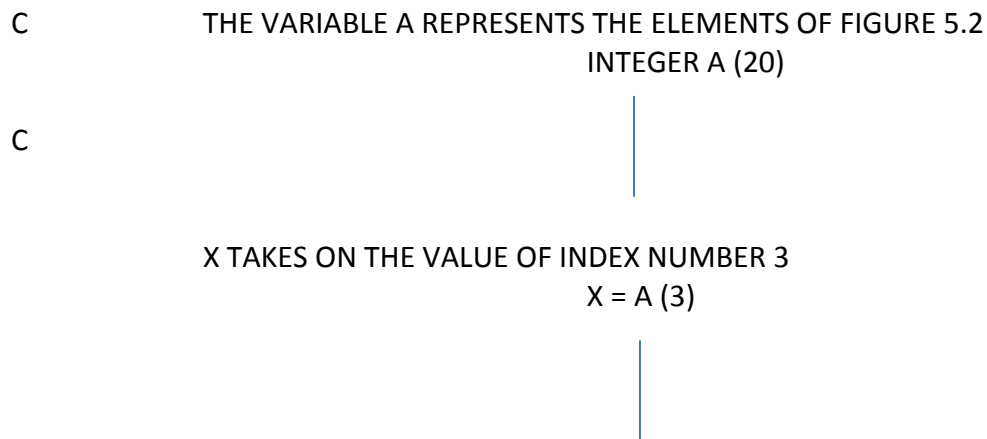 C THE VARIABLE A REPRESENTS THE ELEMENTS OF FIGURE 5.2
INTEGER A (20)
C
X TAKES ON THE VALUE OF INDEX NUMBER 3
X = A (3)